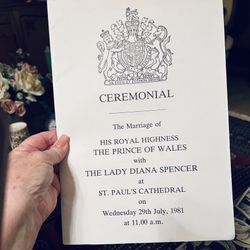 CEREMONIAL
The Marriage of
HIS ROYAL HIGHNESS
THE PRINCE OF WALES
with
THE LADY DIANA SPENCER
at
ST. PAUL'S CATHEDRAL
on
Wednesday 29th July, 1981
at 11.00 a.m.